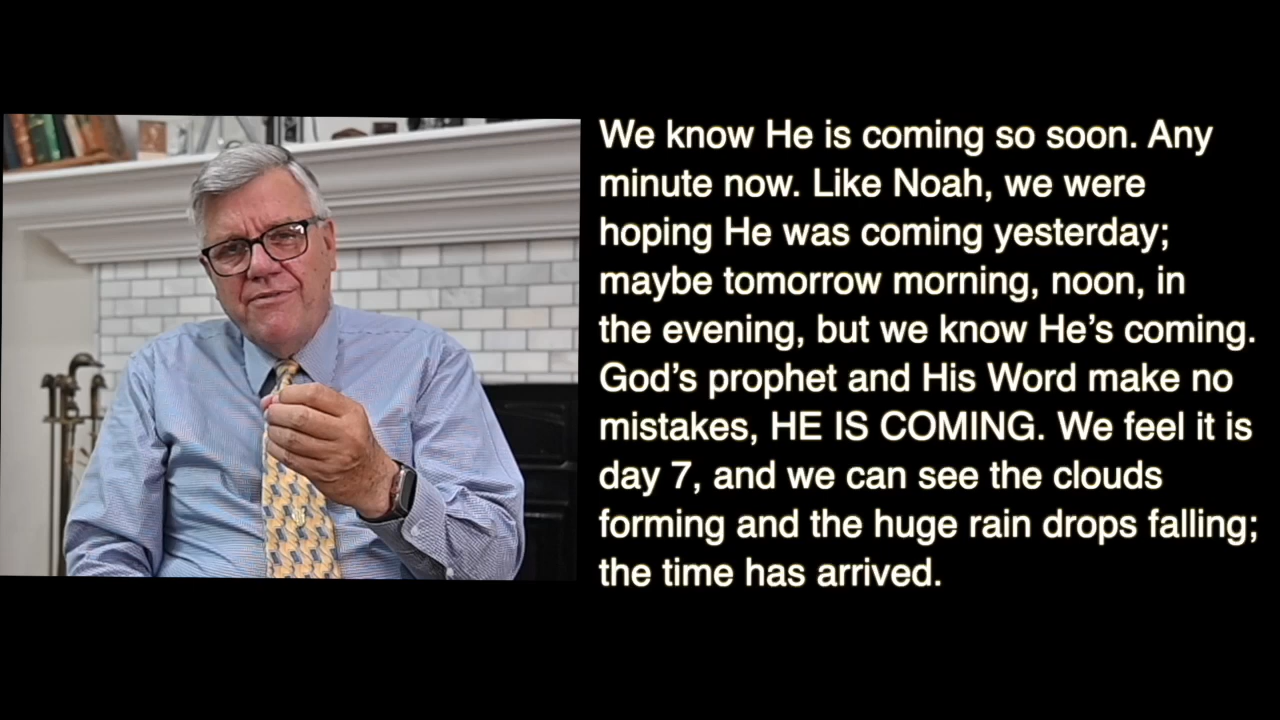 We know He is coming so soon. Any
minute now. Like Noah, we were
hoping He was coming yesterday;
maybe tomorrow morning, noon, in
the evening, but we know He’s coming.
God’s prophet and His Word make no
mistakes, HE IS COMING. We feel it is
day 7, and we can see the clouds
forming and the huge rain drops falling;
the time has arrived.